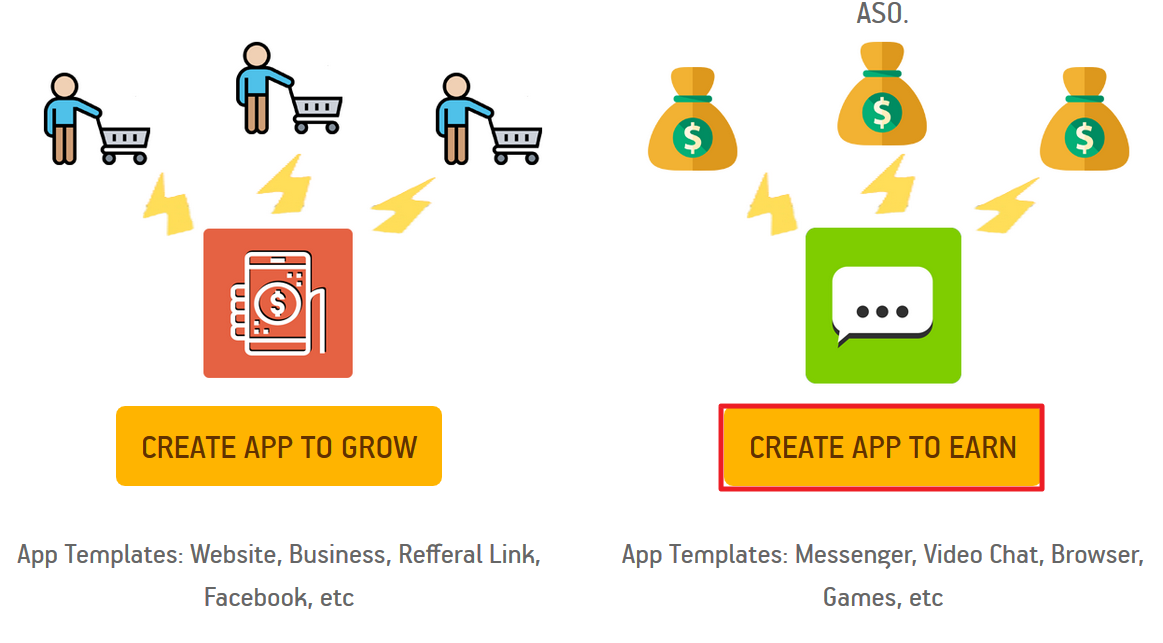 ASO.
$
$
$
$
CREATE APP TO GROW
CREATE APP TO EARN
App Templates: Website, Business, Refferal Link,
Facebook, etc
App Templates: Messenger, Video Chat, Browser,
Games, etc